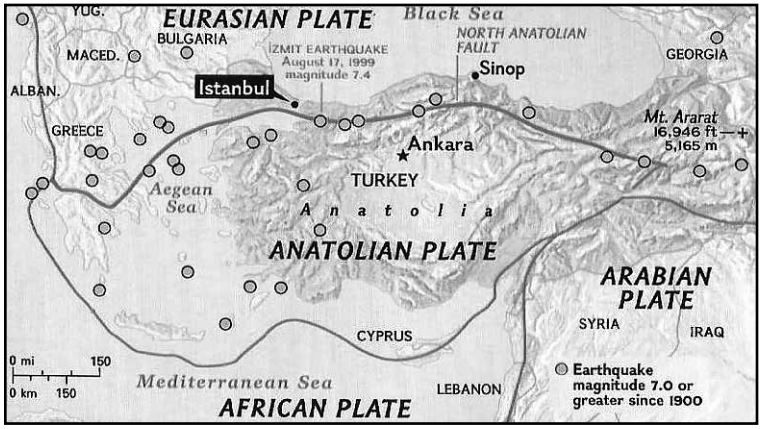 YUG.
EURASIAN PLATE
Black Sea
BULGARIA
MACED.
İZMIT EARTHQUAKE
August 17, 1999
magnitude 7.4
NORTH ANATOLIAN
FAULT
GEORGIA
Sinop
ALBAN.
Istanbul
Mt. Ararat
16,946 ft
5,165 m
GREECE
Ankara
TURKEY
Aegean
Sea
Anatolia
ANATOLIAN PLATE
ARABIAN
PLATE
SYRIA
IRAQ
CYPRUS
0 mi 150
0 km 150
Mediterranean Sea
LEBANON
AFRICAN PLATE
Earthquake
magnitude 7.0 or
greater since 1900